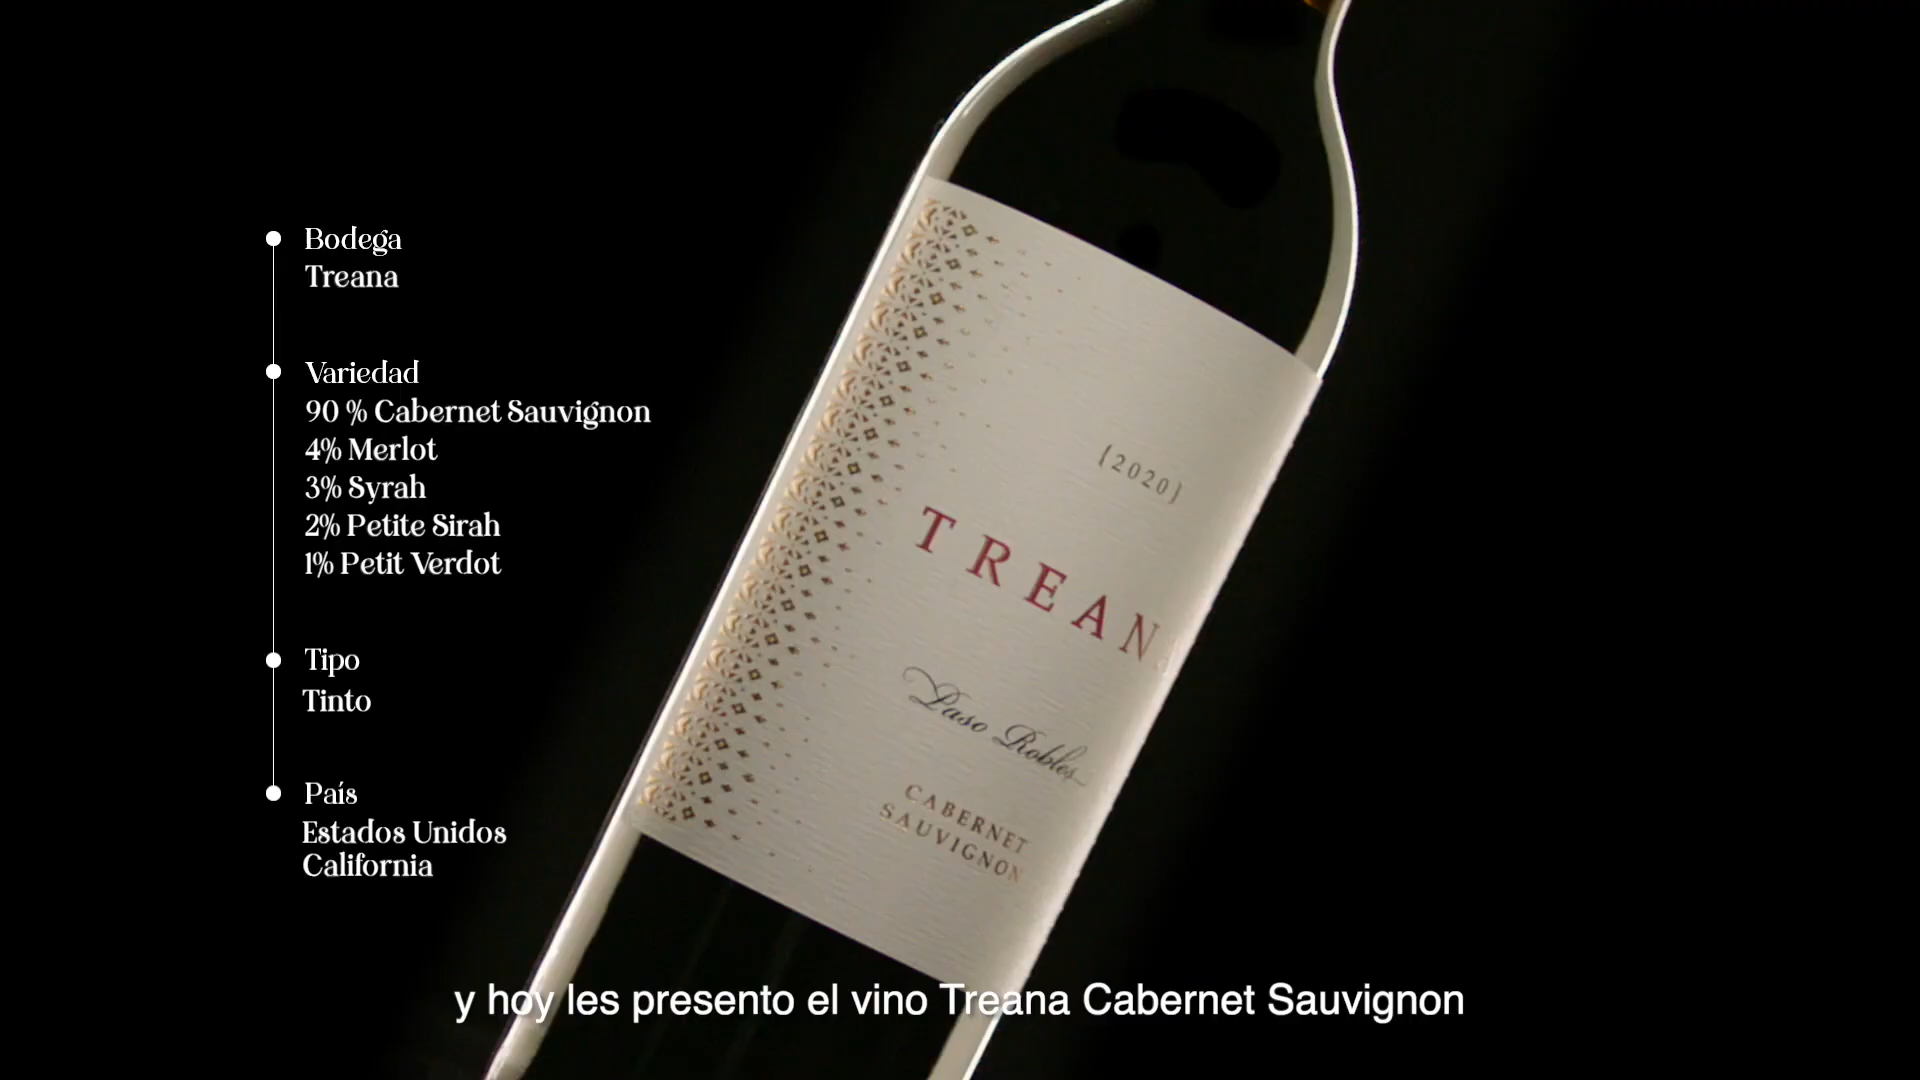 Bodega
Treana
Variedad
90 % Cabernet Sauvignon
4% Merlot
3% Syrah
2% Petite Sirah
1% Petit Verdot
Tipo
Tinto
País
Estados Unidos
California
[2020]
TREANA
Paso Robles
CABERNET
SAUVIGNON
y hoy les presento el vino Treana Cabernet Sauvignon